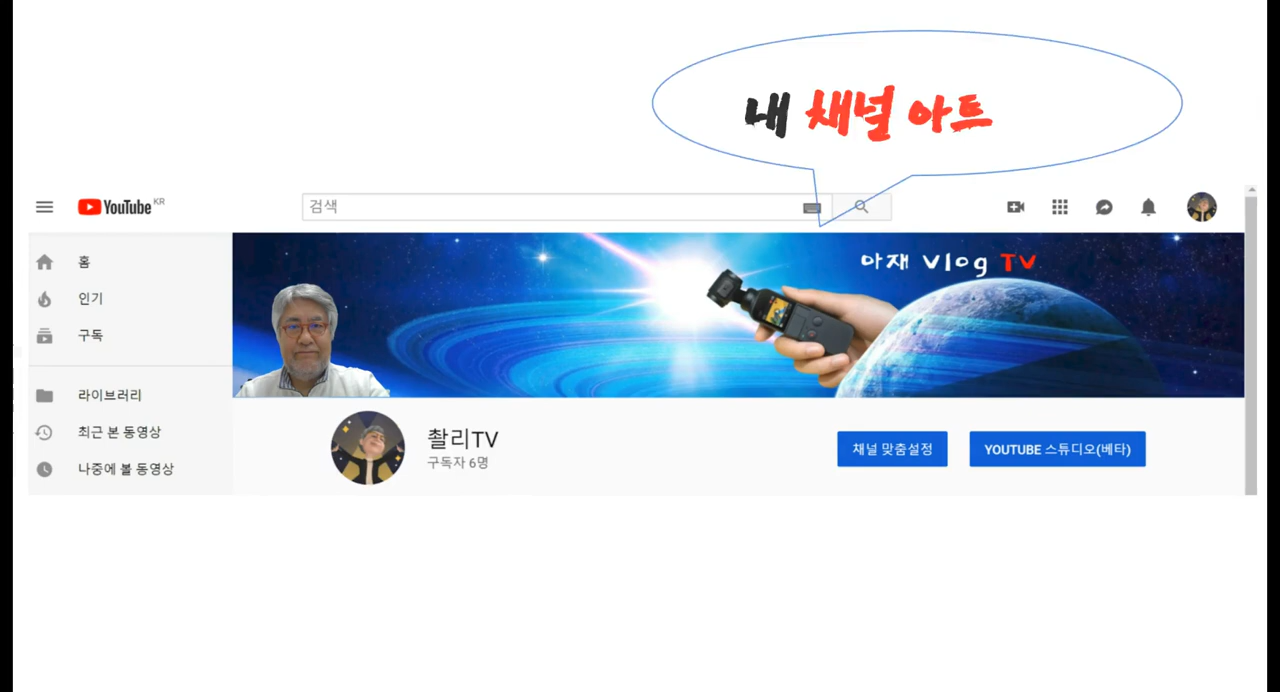 내 채널 아트
YouTube KR
검색
홈
인기
구독
라이브러리
최근 본 동영상
나중에 볼 동영상
아재 Vlog TV
촬리TV
구독자 6명
채널 맞춤설정
YOUTUBE 스튜디오(베타)